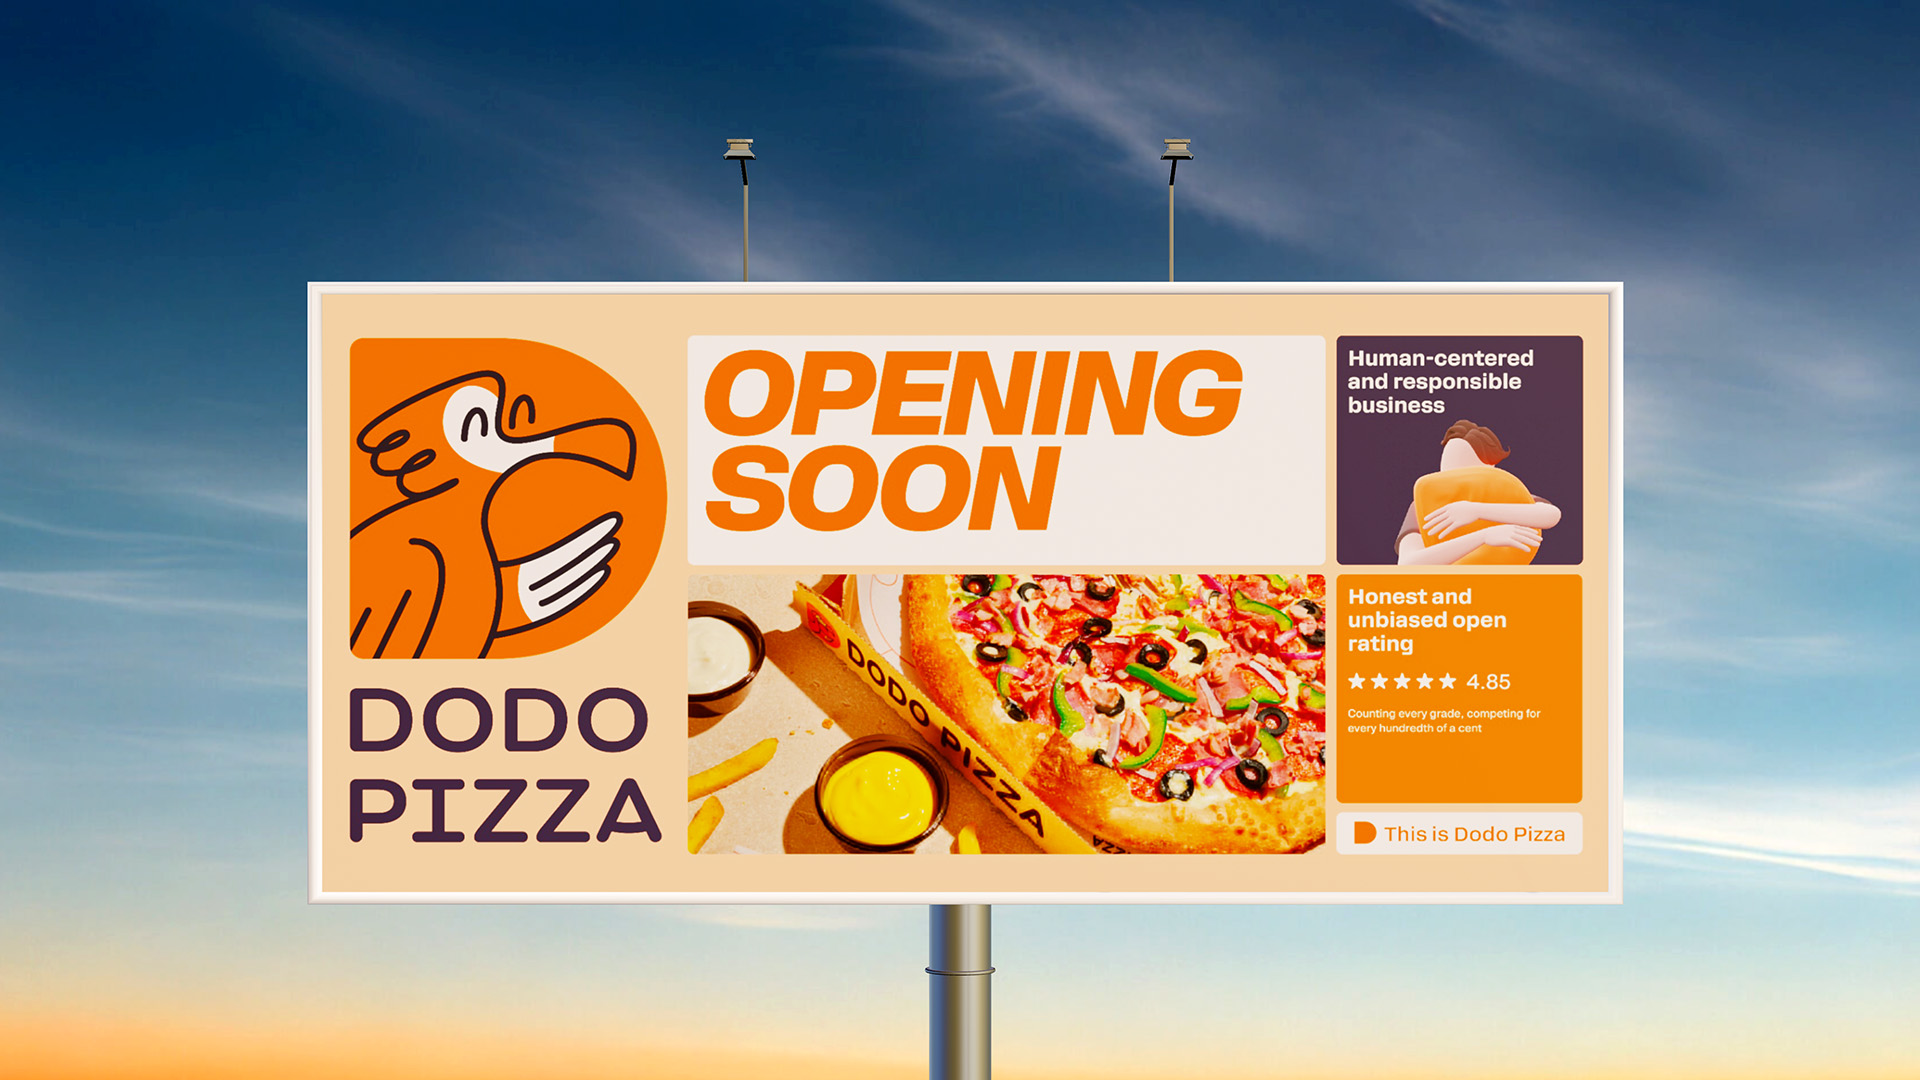 DODO
PIZZA
OPENING
SOON
DODO PIZZA
Human-centered
and responsible
business
Honest and
unbiased open
rating
★★★★★ 4.85
Counting every grade, competing for
every hundredth of a cent
This is Dodo Pizza